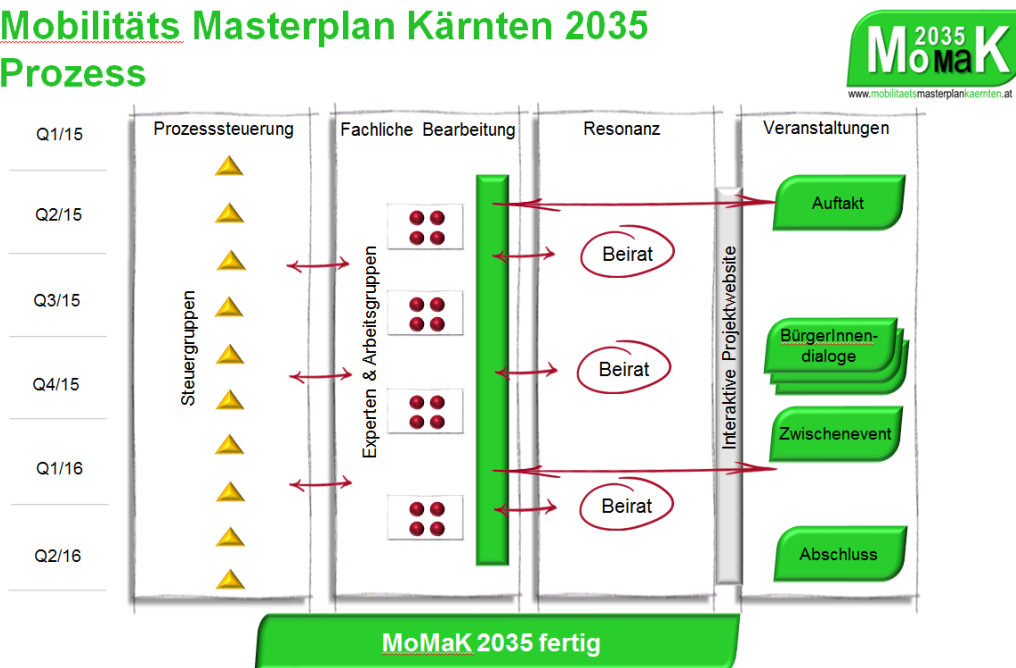 Mobilitäts Masterplan Kärnten 2035
Prozess
2035
MoMaK
www.mobilitaetsmasterplankaernten.at
Q1/15
Q2/15
Q3/15
Q4/15
Q1/16
Q2/16
Prozesssteuerung
Steuergruppen
Fachliche Bearbeitung
Experten & Arbeitsgruppen
Resonanz
Beirat
Beirat
Beirat
Interaktive Projektwebsite
Veranstaltungen
Auftakt
BürgerInnen-
dialoge
Zwischenevent
Abschluss
MoMaK 2035 fertig